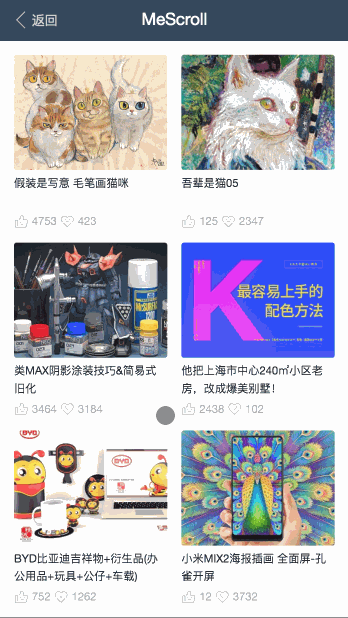 返回
MeScroll
假装是写意 毛笔画猫咪
吾辈是猫05
4753 423
125 2347
最容易上手的
配色方法
类MAX阴影涂装技巧&简易式
旧化
他把上海市中心240㎡小区老
房，改成爆美别墅！
3464 3184
2438 102
BYD
BYD比亚迪吉祥物+衍生品(办
公用品+玩具+公仔+车载)
小米MIX2海报插画 全面屏-孔
雀开屏
752 1262
12 3732